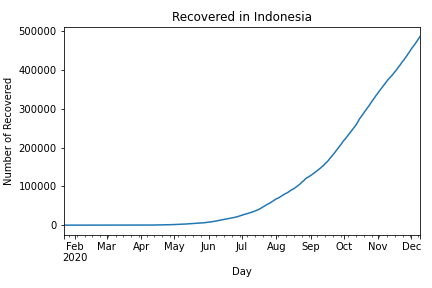 Recovered in Indonesia
500000
400000
300000
200000
100000
0
Number of Recovered
Feb Mar Apr May Jun Jul Aug Sep Oct Nov Dec
2020
Day